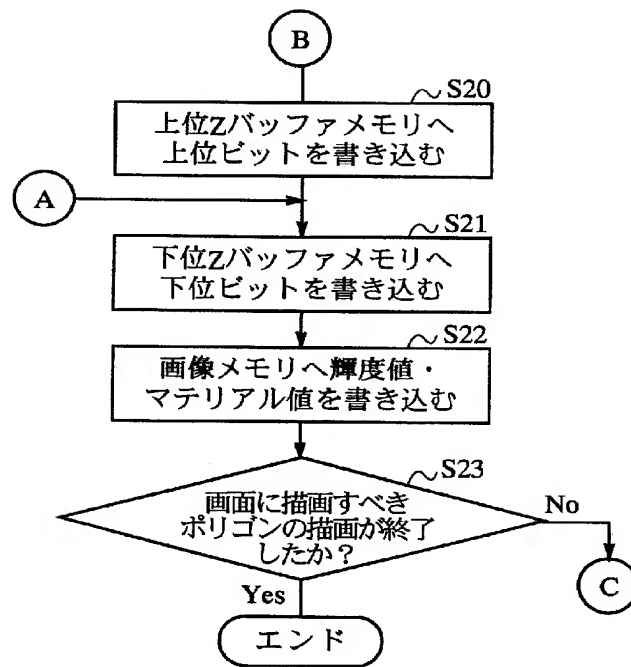 B
S20
上位Zバッファメモリへ
上位ビットを書き込む
A
S21
下位Zバッファメモリへ
下位ビットを書き込む
S22
画像メモリへ輝度値・
マテリアル値を書き込む
S23
画面に描画すべき
ポリゴンの描画が終了
したか？
No
C
Yes
エンド